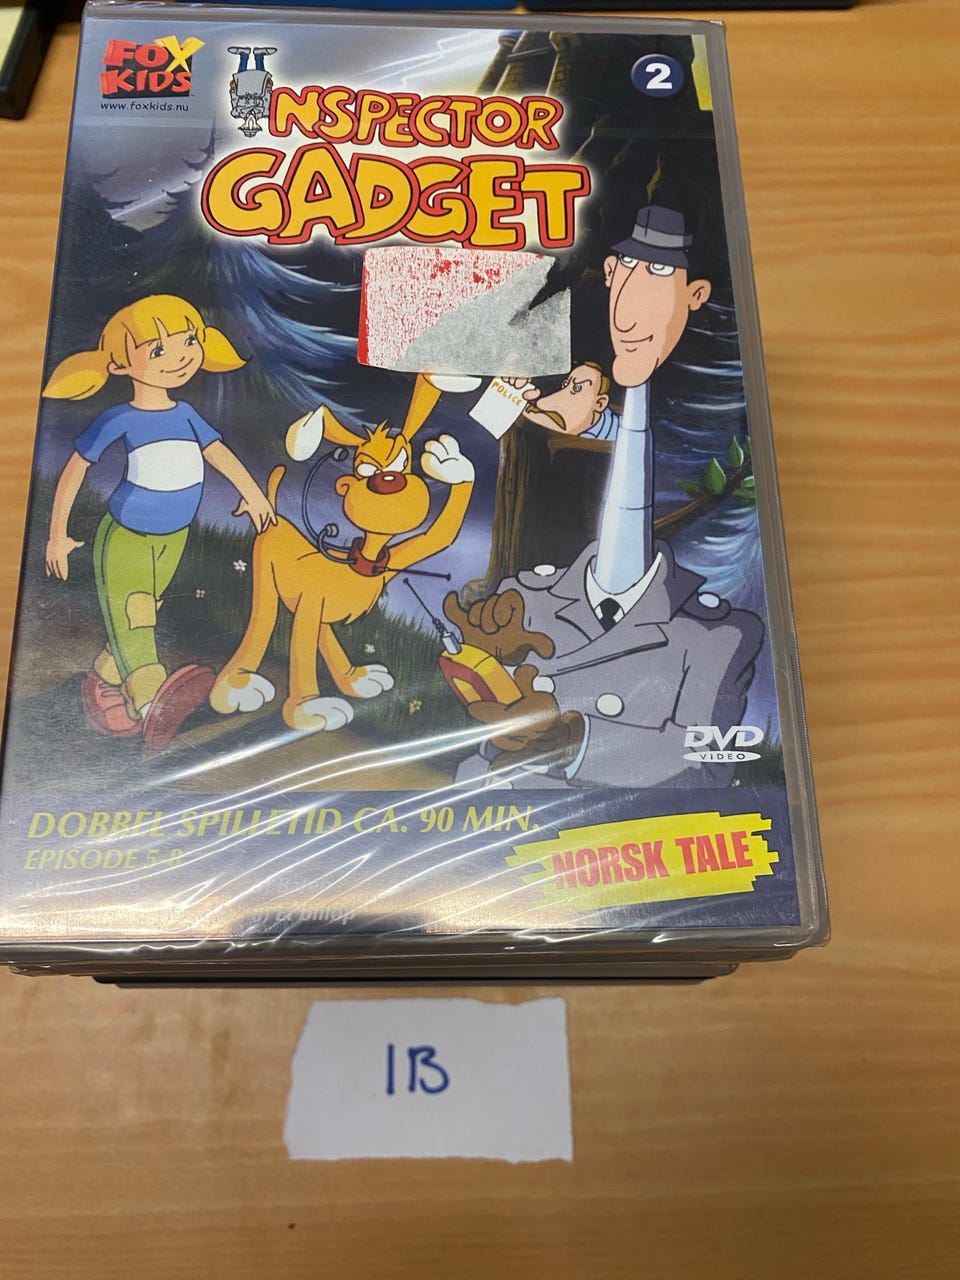 FOX
KIDS
www.foxkids.nu
2
INSPECTOR
GADGET
POLICE
DVD
VIDEO
DOBBEL SPILLETID CA. 90 MIN.
EPISODE 5-8
NORSK TALE
1B